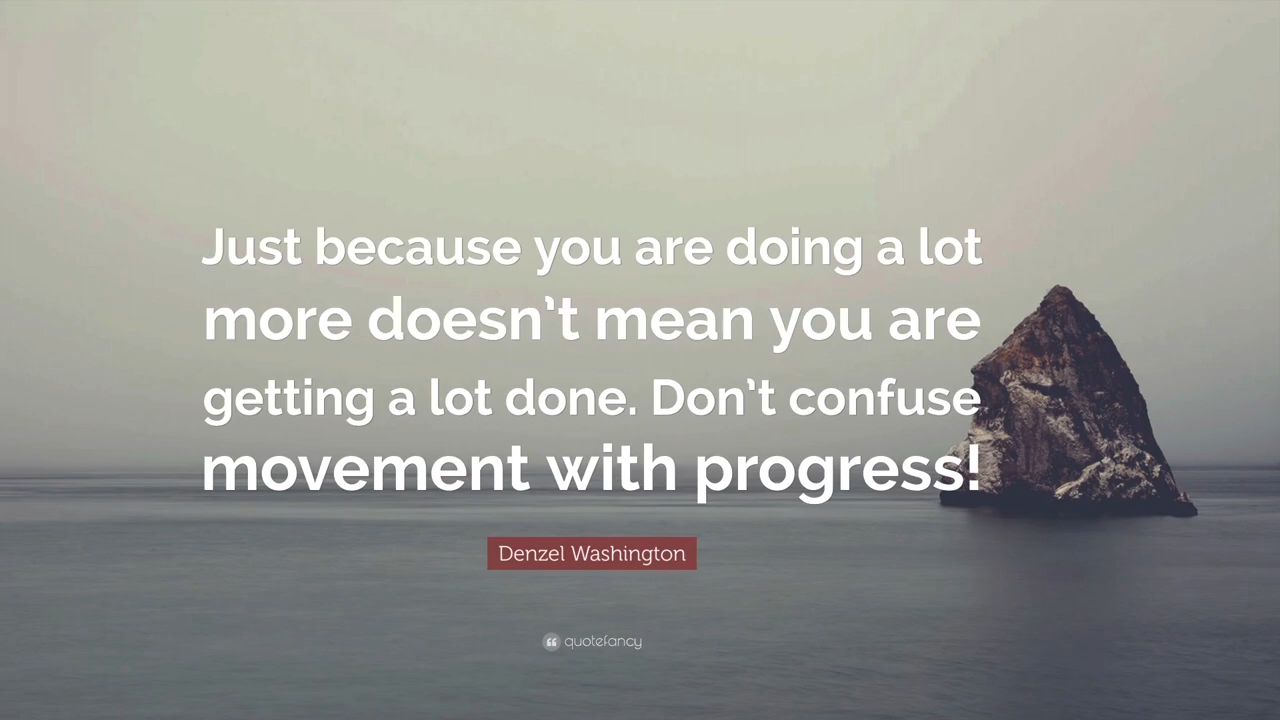 Just because you are doing a lot
more doesn’t mean you are
getting a lot done. Don’t confuse
movement with progress!
Denzel Washington
quotefancy